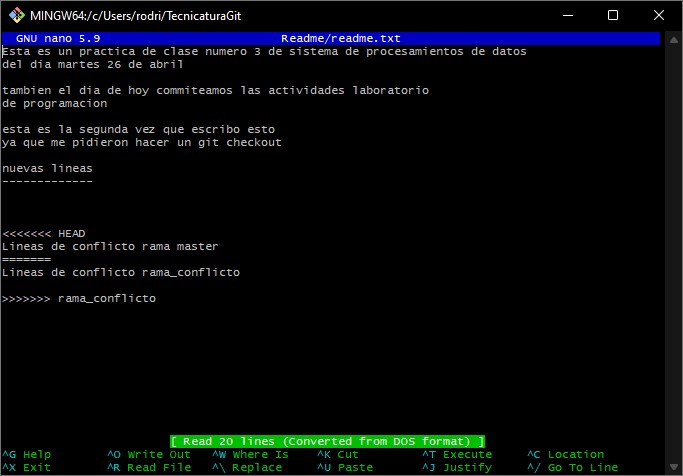 MINGW64:/c/Users/rodri/TecnicaturaGit
GNU nano 5.9 Readme/readme.txt
Esta es un practica de clase numero 3 de sistema de procesamientos de datos
del dia martes 26 de abril
tambien el dia de hoy commiteamos las actividades laboratorio
de programacion
esta es la segunda vez que escribo esto
ya que me pidieron hacer un git checkout
nuevas lineas
-------------
<<<<<<< HEAD
Lineas de conflicto rama master
=======
Lineas de conflicto rama_conflicto
>>>>>>> rama_conflicto
[ Read 20 lines (Converted from DOS format) ]
^G Help ^O Write Out ^W Where Is ^K Cut ^T Execute ^C Location
^X Exit ^R Read File ^\ Replace ^U Paste ^J Justify ^/ Go To Line